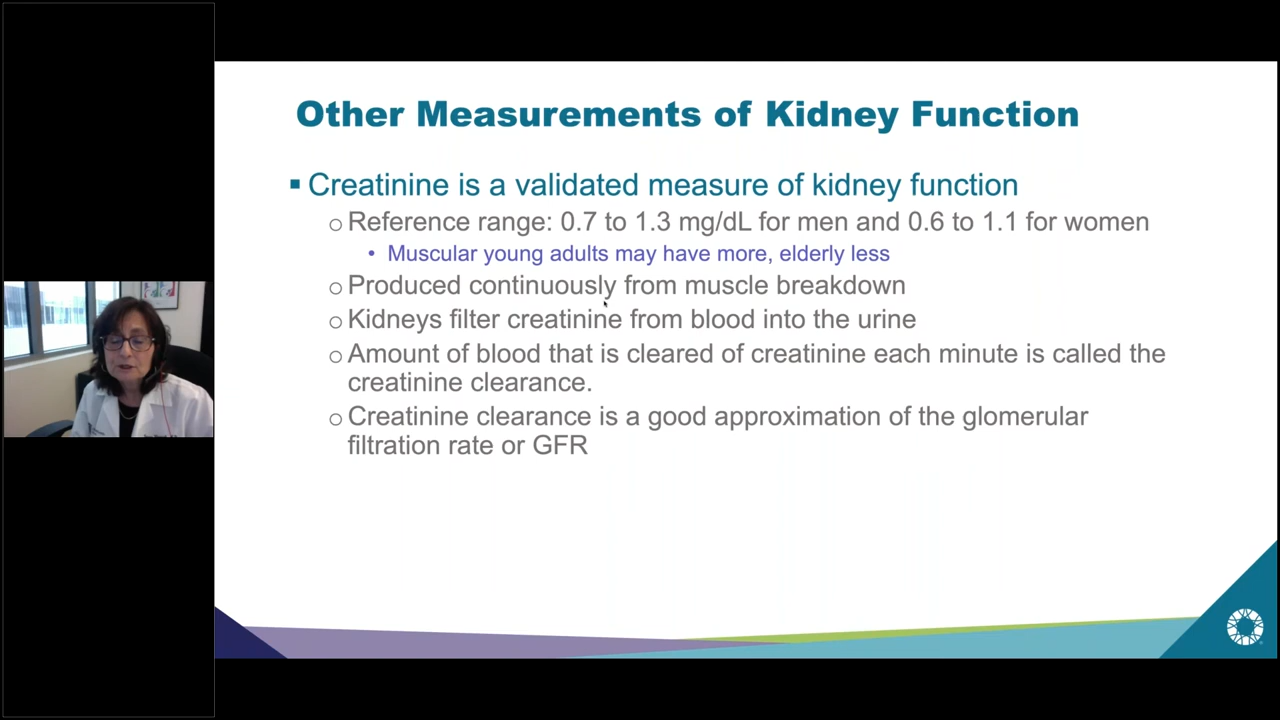 Other Measurements of Kidney Function
▪ Creatinine is a validated measure of kidney function
o Reference range: 0.7 to 1.3 mg/dL for men and 0.6 to 1.1 for women
• Muscular young adults may have more, elderly less
o Produced continuously from muscle breakdown
o Kidneys filter creatinine from blood into the urine
o Amount of blood that is cleared of creatinine each minute is called the
creatinine clearance.
o Creatinine clearance is a good approximation of the glomerular
filtration rate or GFR